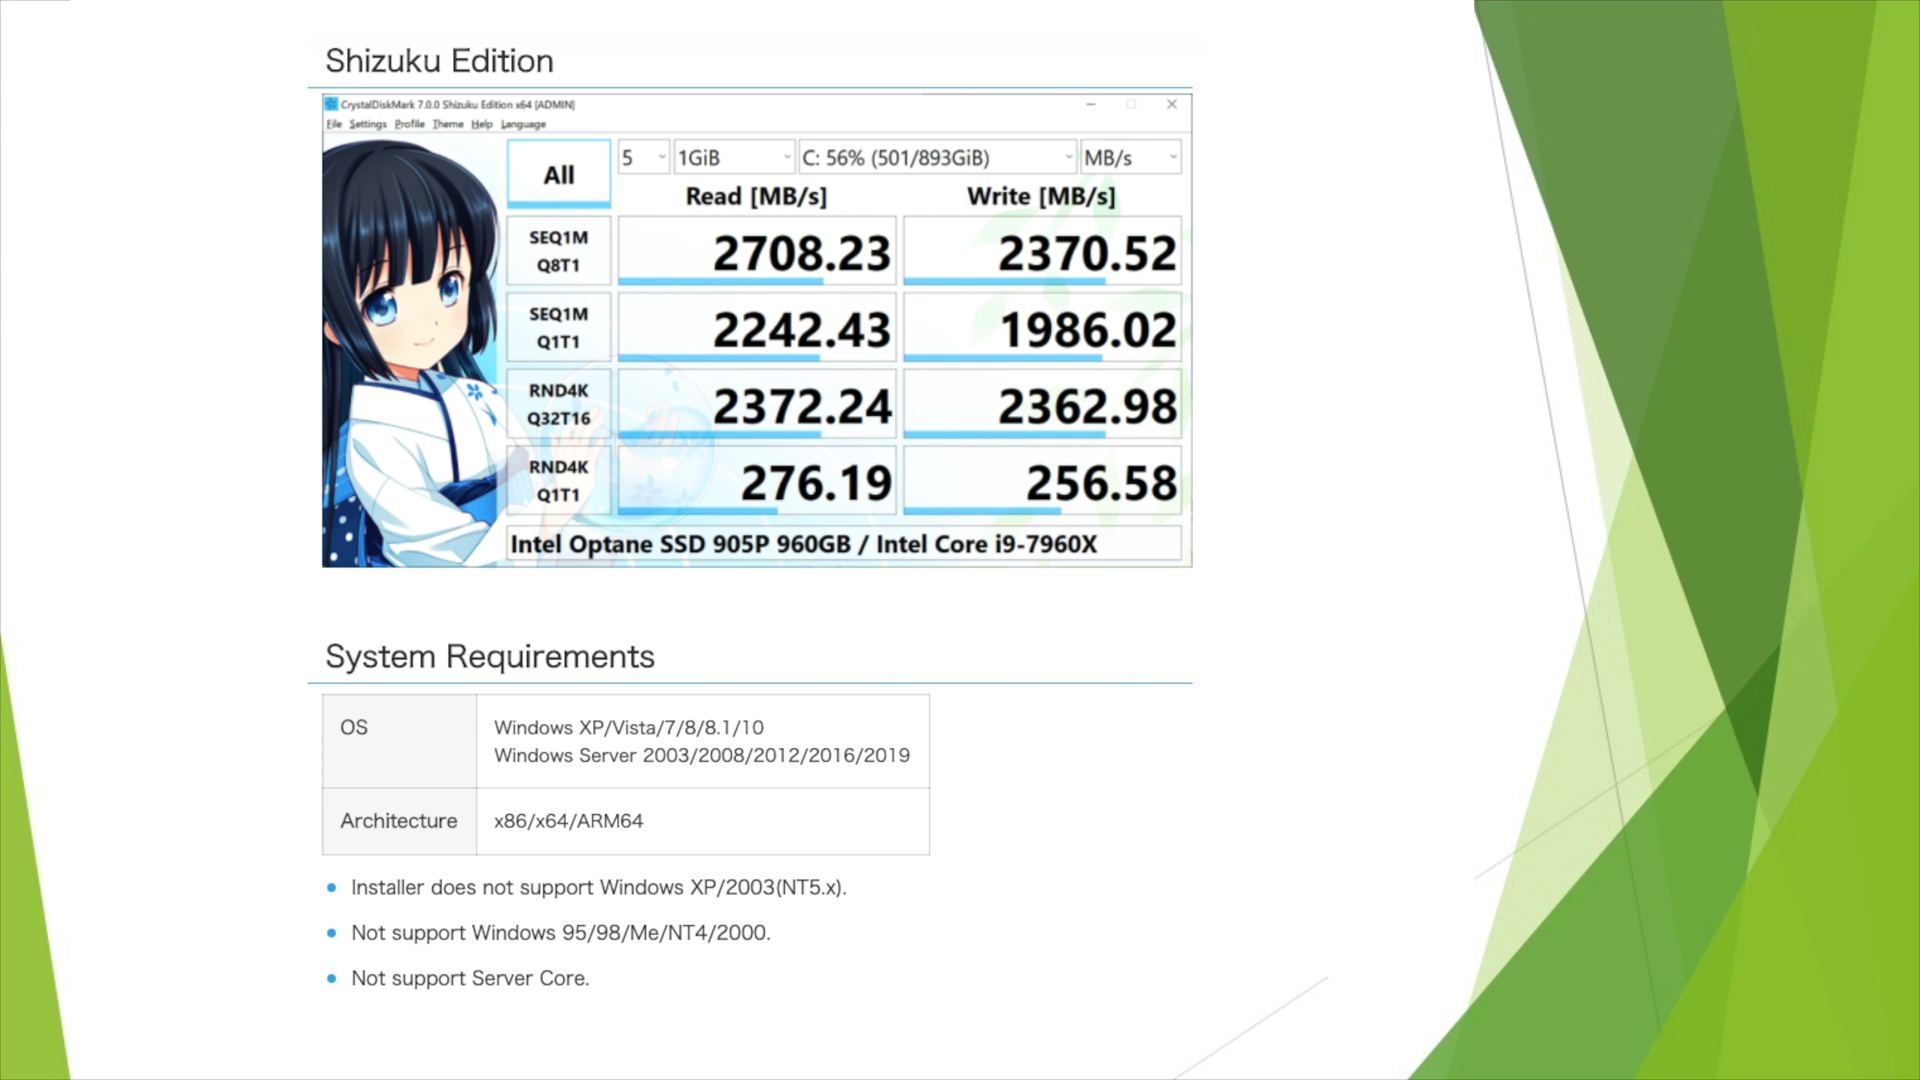 Shizuku Edition
CrystalDiskMark 7.0.0 Shizuku Edition x64 [ADMIN]
File Settings Profile Theme Help Language
All 5 1GiB C: 56% (501/893GiB) MB/s
Read [MB/s] Write [MB/s]
SEQ1M
Q8T1
2708.23 2370.52
SEQ1M
Q1T1
2242.43 1986.02
RND4K
Q32T16
2372.24 2362.98
RND4K
Q1T1
276.19 256.58
Intel Optane SSD 905P 960GB / Intel Core i9-7960X
System Requirements
OS
Windows XP/Vista/7/8/8.1/10
Windows Server 2003/2008/2012/2016/2019
Architecture x86/x64/ARM64
Installer does not support Windows XP/2003(NT5.x).
Not support Windows 95/98/Me/NT4/2000.
Not support Server Core.